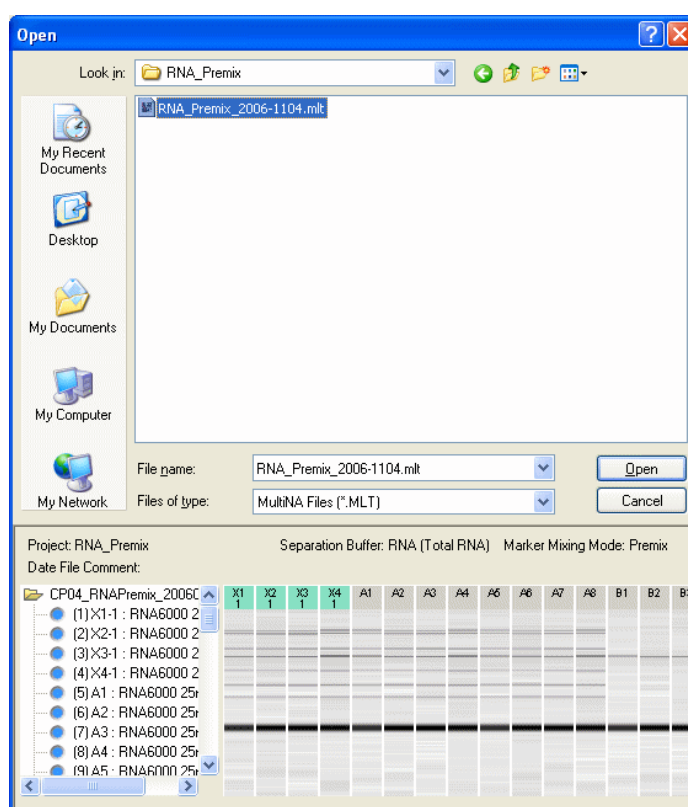 Open
Look in: RNA_Premix
RNA_Premix_2006-1104.mlt
My Recent
Documents
Desktop
My Documents
My Computer
My Network
File name: RNA_Premix_2006-1104.mlt Open
Files of type: MultiNA Files (*.MLT) Cancel
Project: RNA_Premix Separation Buffer: RNA (Total RNA) Marker Mixing Mode: Premix
Date File Comment:
X1 X2 X3 X4 A1 A2 A3 A4 A5 A6 A7 A8 B1 B2
1 1 1 1
CP04_RNAPremix_2006
(1) X1-1 : RNA6000 2
(2) X2-1 : RNA6000 2
(3) X3-1 : RNA6000 2
(4) X4-1 : RNA6000 2
(5) A1 : RNA6000 25
(6) A2 : RNA6000 25
(7) A3 : RNA6000 25
(8) A4 : RNA6000 25
(9) A5 : RNA6000 25